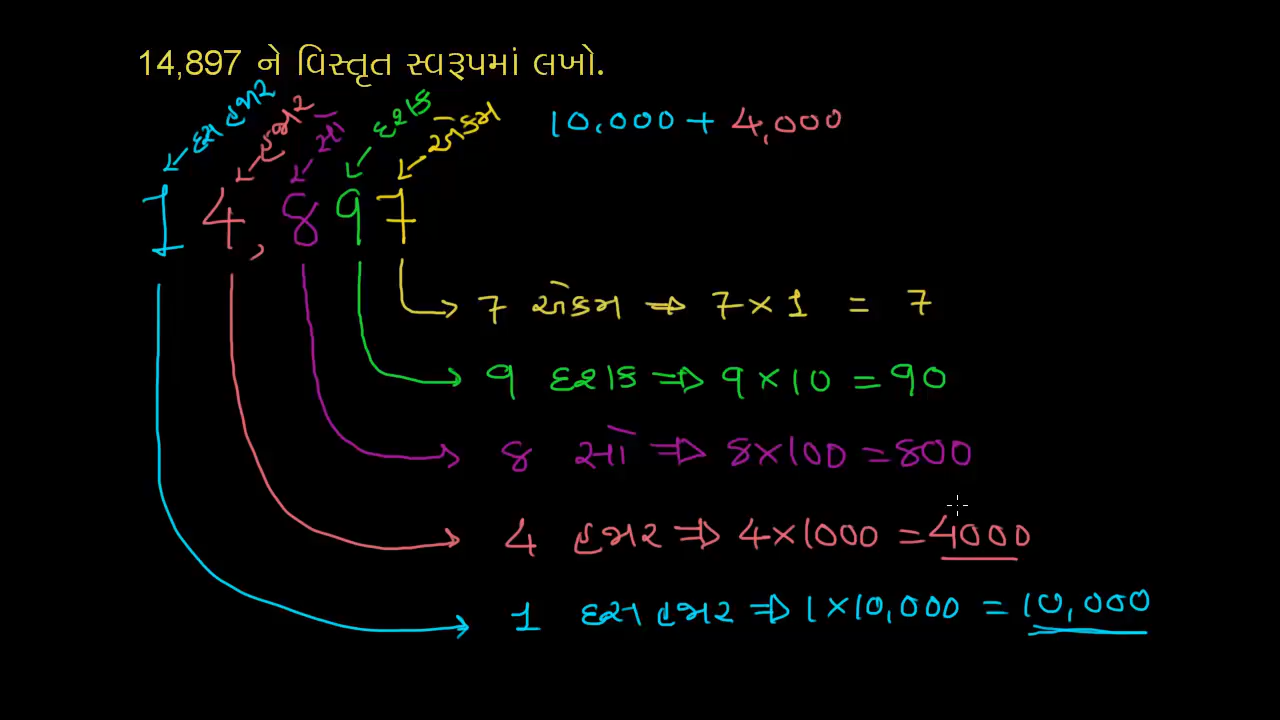 14,897 ને વિસ્તૃત સ્વરૂપમાં લખો.
દસ હજાર હજાર સો દશક એકમ
10,000 + 4,000
14,897
7 એકમ ⇒ 7 × 1 = 7
9 દશક ⇒ 9 × 10 = 90
8 સો ⇒ 8 × 100 = 800
4 હજાર ⇒ 4 × 1000 = 4000
1 દસ હજાર ⇒ 1 × 10,000 = 10,000